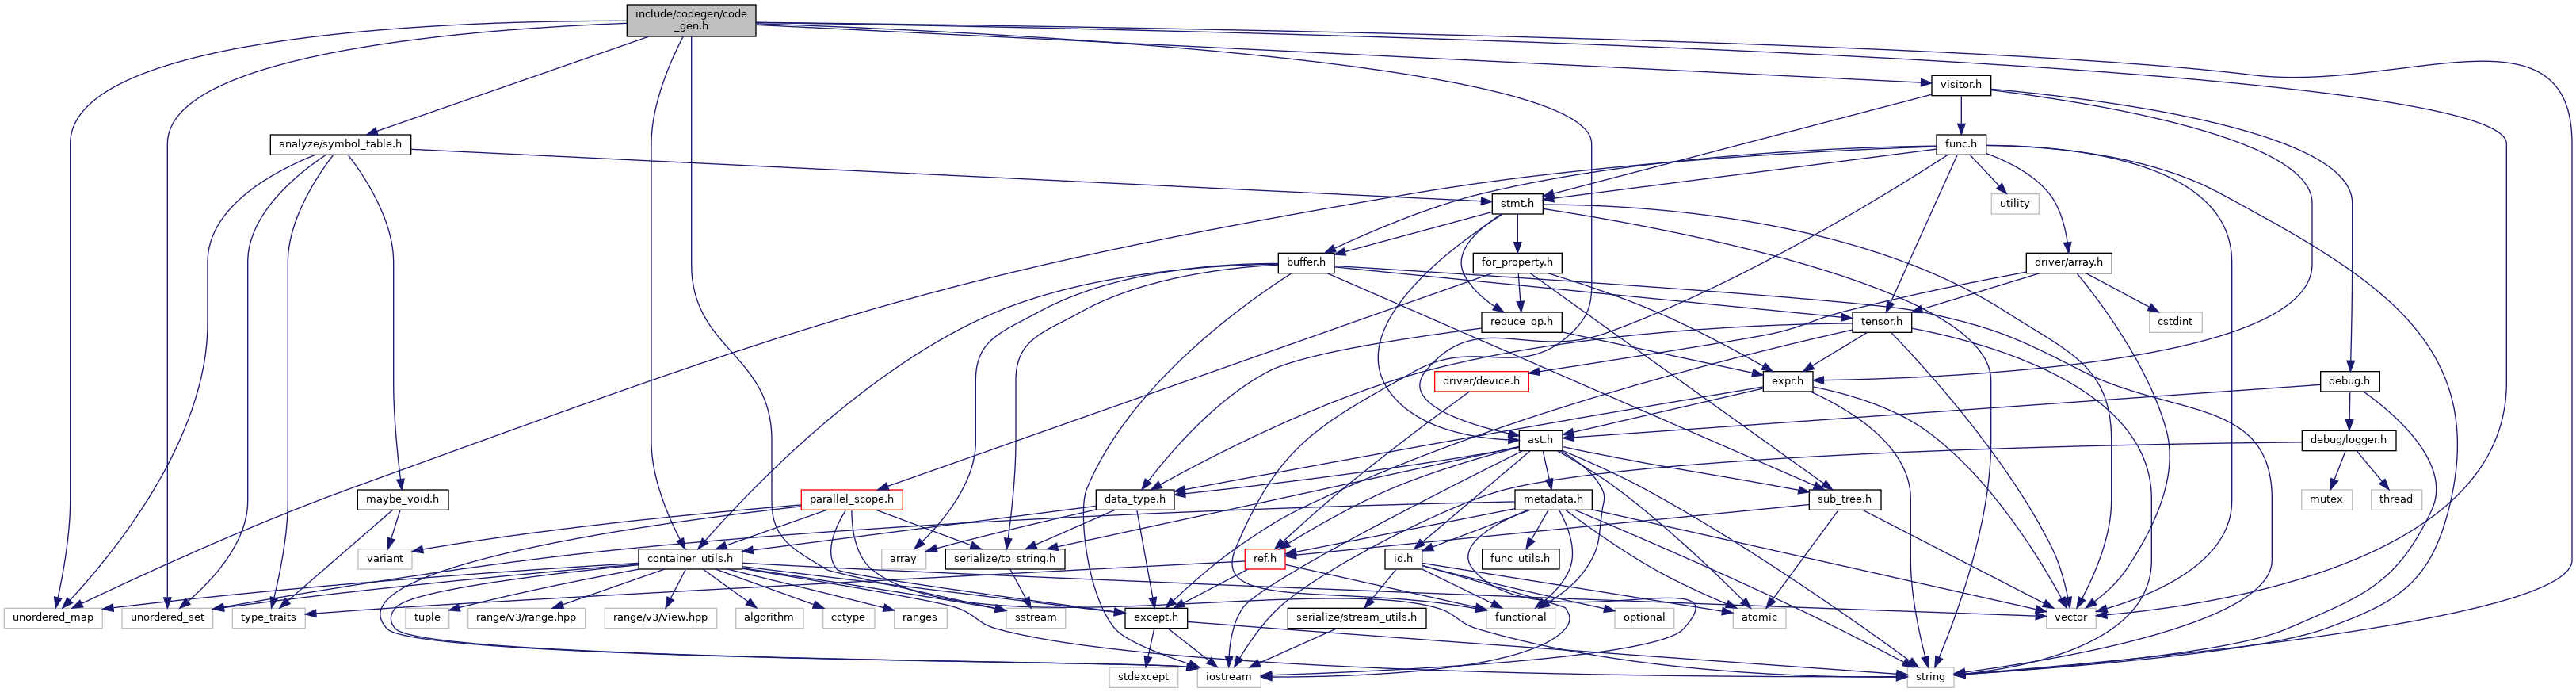 include/codegen/code
_gen.h
visitor.h
analyze/symbol_table.h
func.h
stmt.h
utility
buffer.h
for_property.h
driver/array.h
reduce_op.h
tensor.h
cstdint
driver/device.h
expr.h
debug.h
ast.h
debug/logger.h
maybe_void.h
parallel_scope.h
data_type.h
metadata.h
sub_tree.h
mutex
thread
variant
container_utils.h
array
serialize/to_string.h
ref.h
id.h
func_utils.h
unordered_map
unordered_set
type_traits
tuple
range/v3/range.hpp
range/v3/view.hpp
algorithm
cctype
ranges
sstream
except.h
serialize/stream_utils.h
functional
optional
atomic
vector
stdexcept
iostream
string